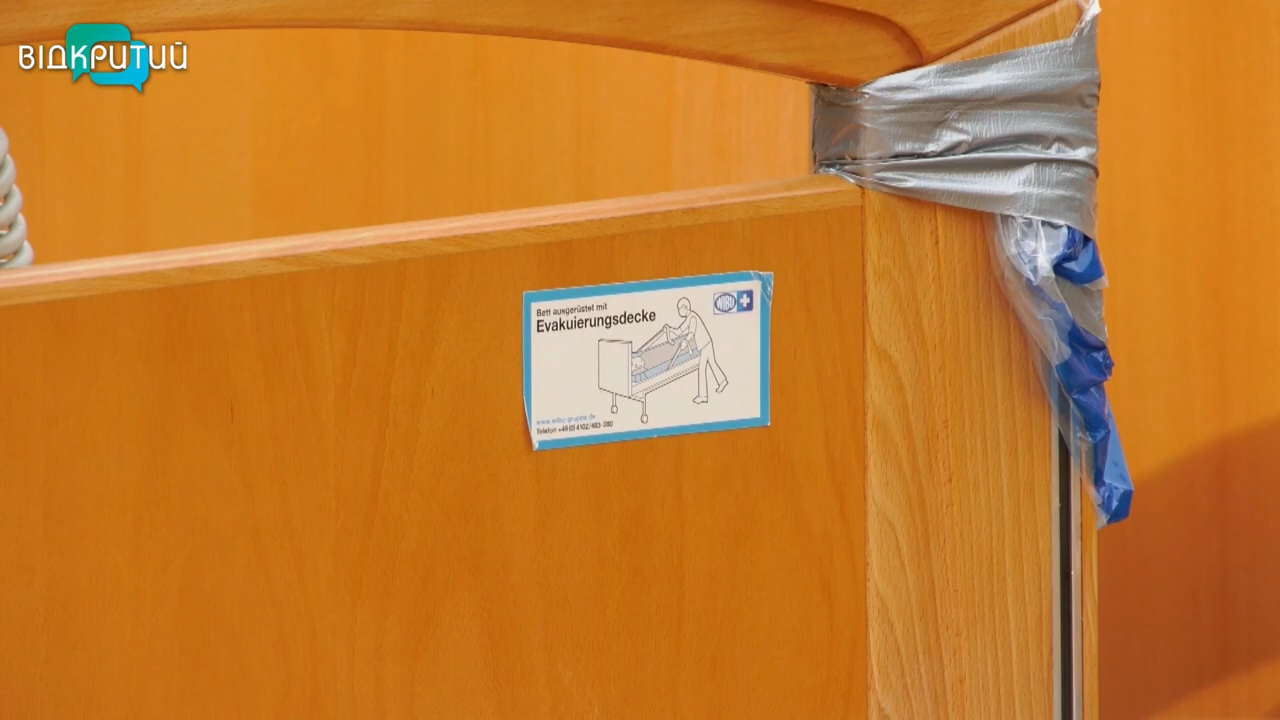 ВІДКРИТИЙ
Bett ausgerüstet mit
Evakuierungsdecke
WIBU
www.wibu-gruppe.de
Telefon +49(0)4102/483-380